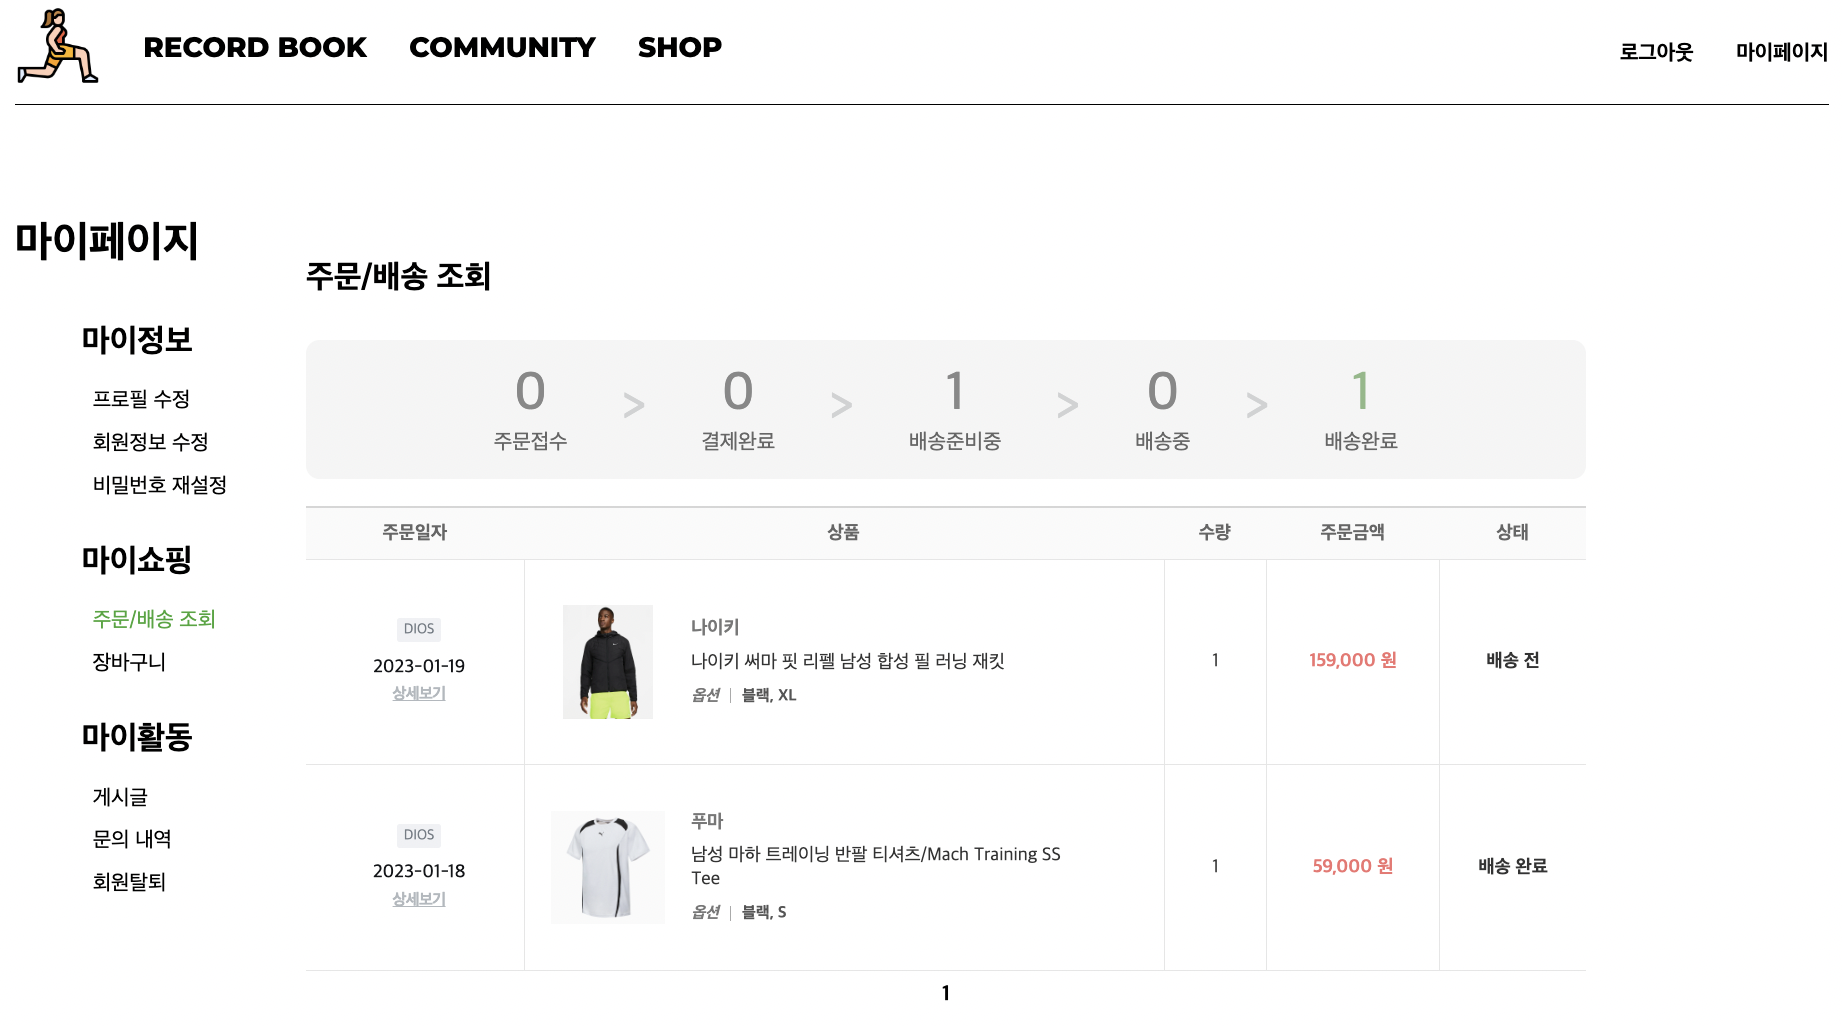 RECORD BOOK COMMUNITY SHOP 로그아웃 마이페이지
마이페이지
마이정보
프로필 수정
회원정보 수정
비밀번호 재설정
마이쇼핑
주문/배송 조회
장바구니
마이활동
게시글
문의 내역
회원탈퇴
주문/배송 조회
0 > 0 > 1 > 0 > 1
주문접수 결제완료 배송준비중 배송중 배송완료
주문일자 상품 수량 주문금액 상태
DIOS
2023-01-19
상세보기
나이키
나이키 써마 핏 리펠 남성 합성 필 러닝 재킷
옵션 | 블랙, XL
1
159,000 원
배송 전
DIOS
2023-01-18
상세보기
푸마
남성 마하 트레이닝 반팔 티셔츠/Mach Training SS
Tee
옵션 | 블랙, S
1
59,000 원
배송 완료
1